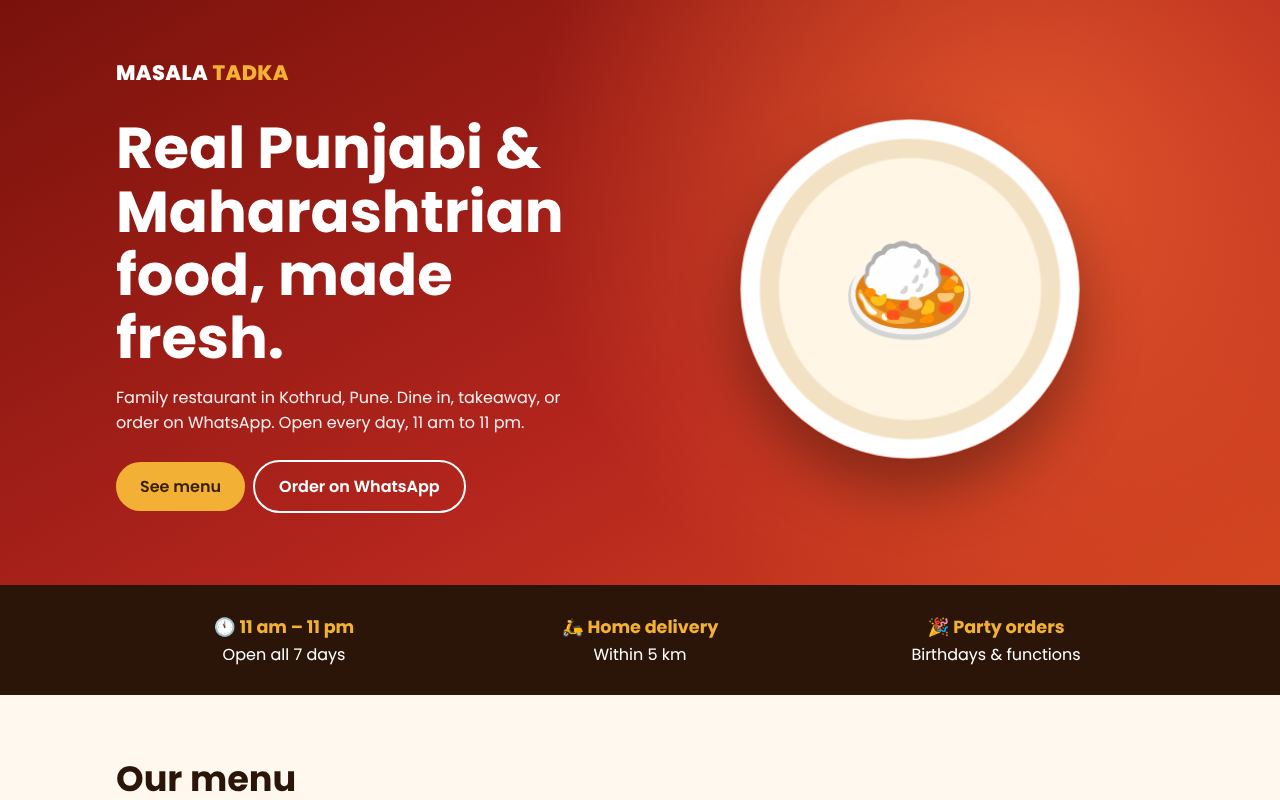 MASALA TADKA
Real Punjabi &
Maharashtrian
food, made
fresh.
Family restaurant in Kothrud, Pune. Dine in, takeaway, or
order on WhatsApp. Open every day, 11 am to 11 pm.
See menu
Order on WhatsApp
11 am – 11 pm
Open all 7 days
Home delivery
Within 5 km
Party orders
Birthdays & functions
Our menu